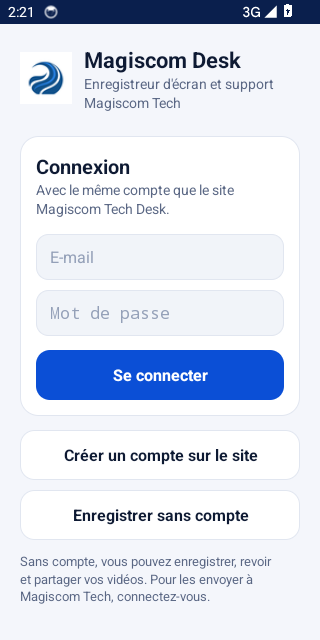 2:21
3G
Magiscom Desk
Enregistreur d'écran et support
Magiscom Tech
Connexion
Avec le même compte que le site
Magiscom Tech Desk.
E-mail
Mot de passe
Se connecter
Créer un compte sur le site
Enregistrer sans compte
Sans compte, vous pouvez enregistrer, revoir
et partager vos vidéos. Pour les envoyer à
Magiscom Tech, connectez-vous.